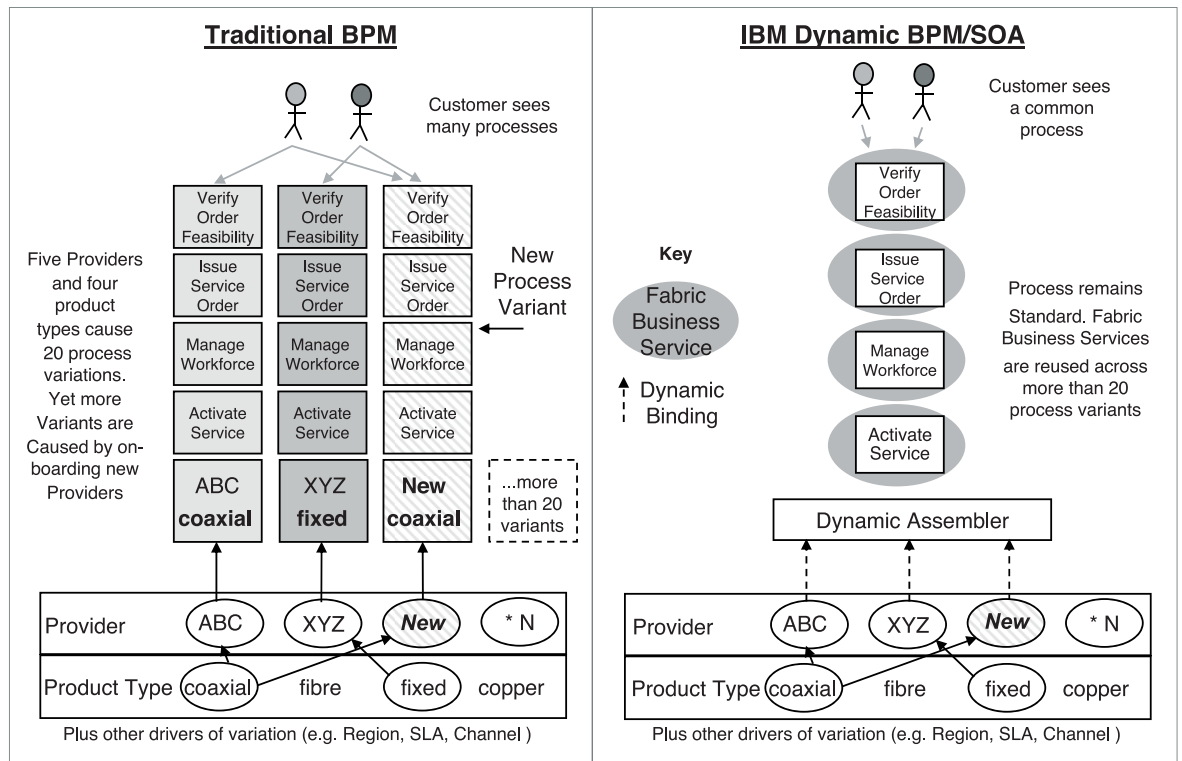 Traditional BPM
Customer sees
many processes
Verify
Order
Feasibility
Verify
Order
Feasibility
Verify
Order
Feasibility
Five Providers
and four
product
types cause
20 process
variations.
Yet more
Variants are
Caused by on-
boarding new
Providers
Issue
Service
Order
Issue
Service
Order
Issue
Service
Order
New
Process
Variant
Manage
Workforce
Manage
Workforce
Manage
Workforce
Activate
Service
Activate
Service
Activate
Service
ABC
coaxial
XYZ
fixed
New
coaxial
...more
than 20
variants
Provider
ABC
XYZ
New
* N
Product Type
coaxial
fibre
fixed
copper
Plus other drivers of variation (e.g. Region, SLA, Channel )
IBM Dynamic BPM/SOA
Customer sees
a common
process
Verify
Order
Feasibility
Key
Fabric
Business
Service
Dynamic
Binding
Issue
Service
Order
Manage
Workforce
Activate
Service
Process remains
Standard. Fabric
Business Services
are reused across
more than 20
process variants
Dynamic Assembler
Provider
ABC
XYZ
New
* N
Product Type
coaxial
fibre
fixed
copper
Plus other drivers of variation (e.g. Region, SLA, Channel )